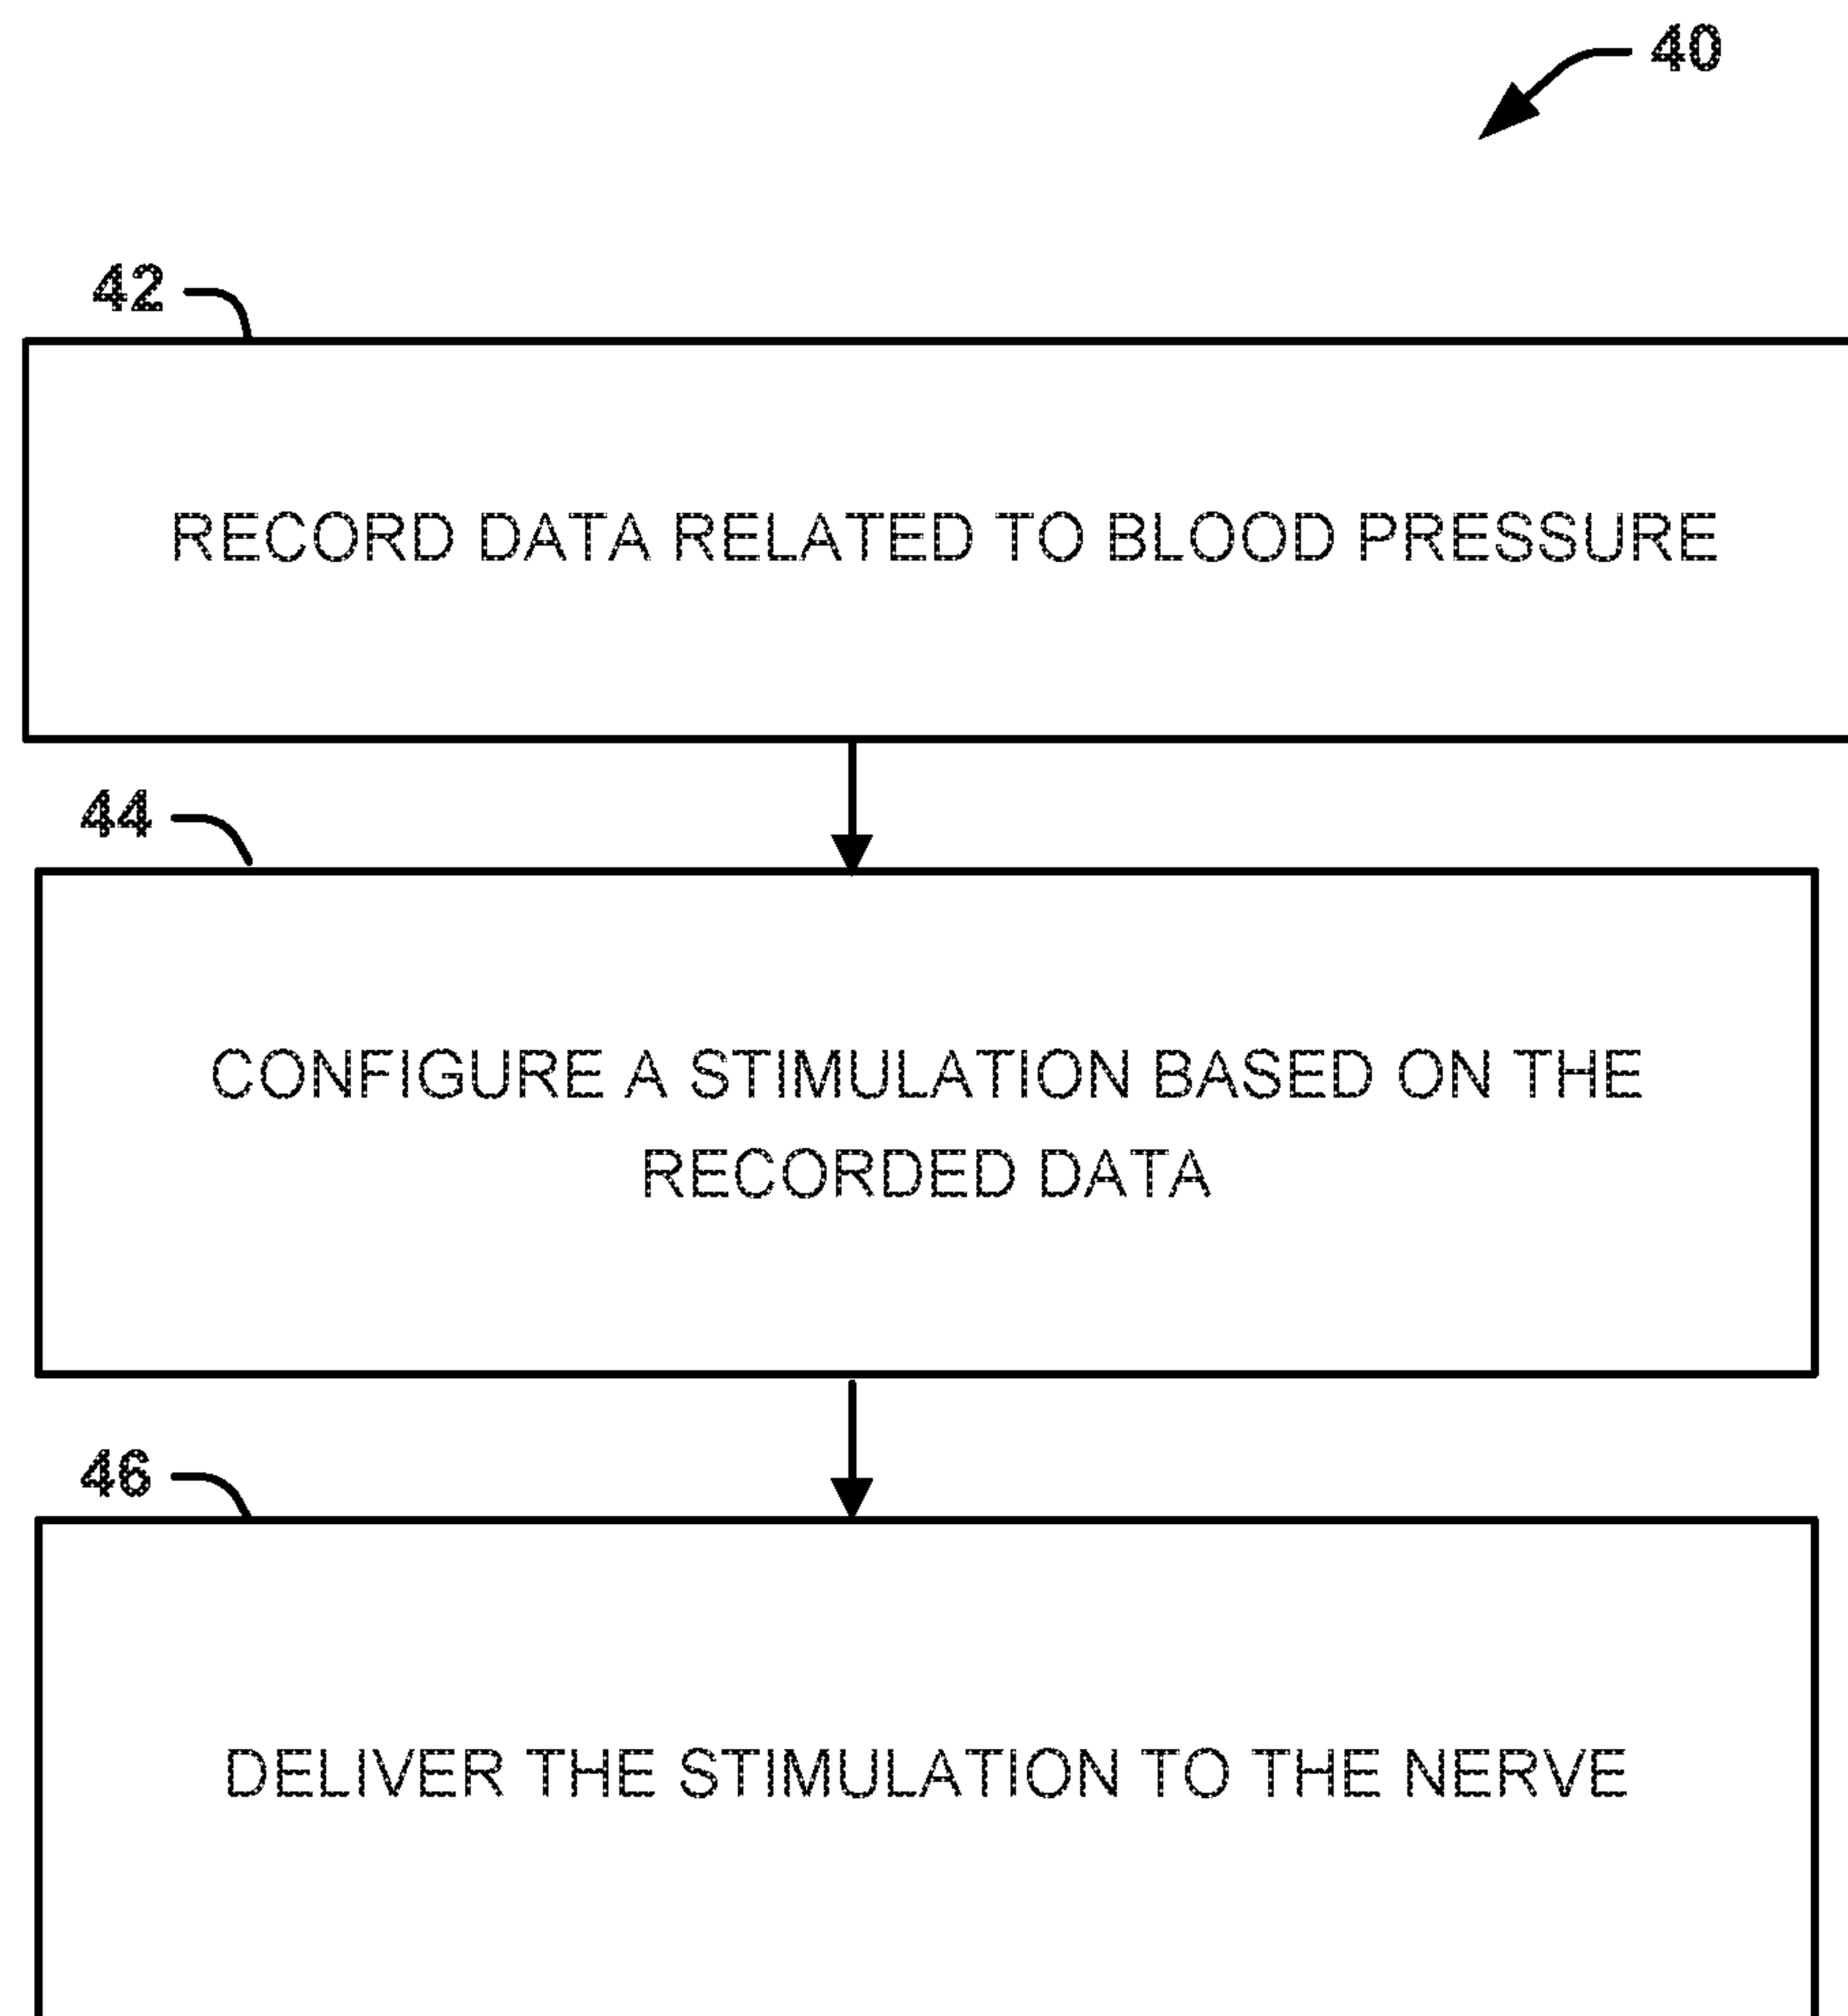 40
42
RECORD DATA RELATED TO BLOOD PRESSURE
44
CONFIGURE A STIMULATION BASED ON THE
RECORDED DATA
46
DELIVER THE STIMULATION TO THE NERVE